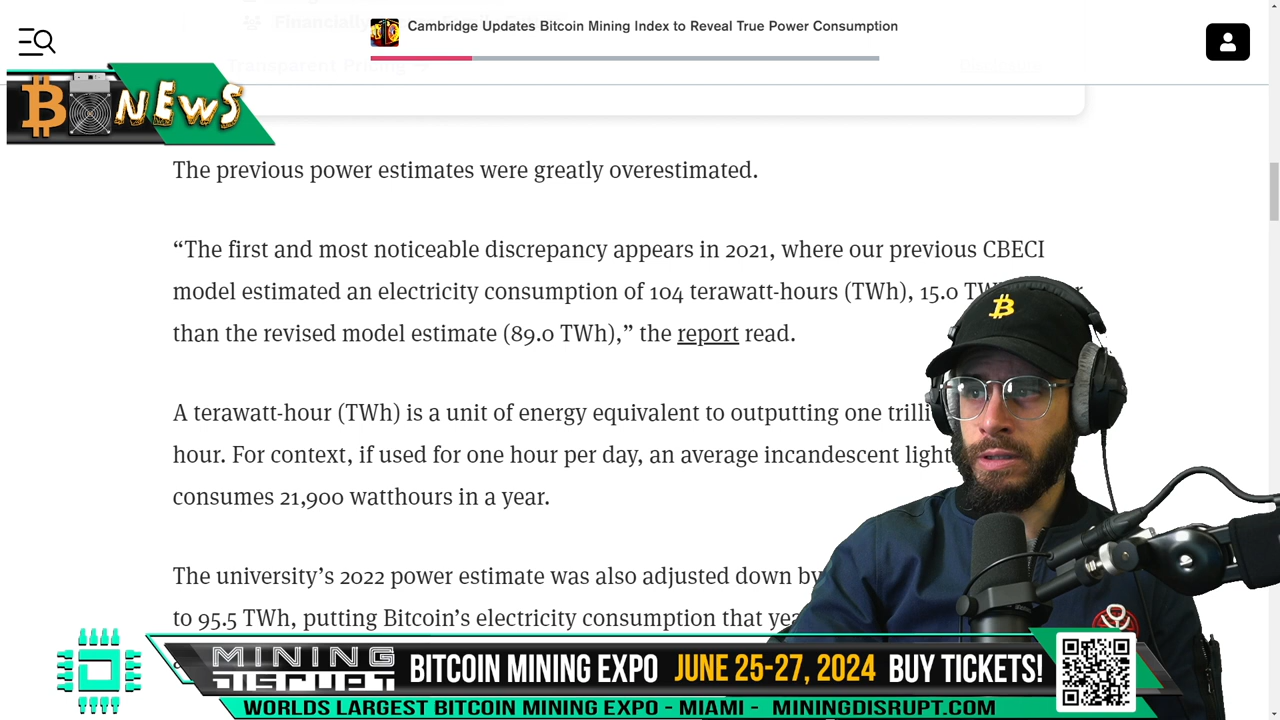 Cambridge Updates Bitcoin Mining Index to Reveal True Power Consumption
Transparent Pricing
NEWS
The previous power estimates were greatly overestimated.
“The first and most noticeable discrepancy appears in 2021, where our previous CBECI
model estimated an electricity consumption of 104 terawatt-hours (TWh), 15.0
than the revised model estimate (89.0 TWh),” the report read.
A terawatt-hour (TWh) is a unit of energy equivalent to outputting one
hour. For context, if used for one hour per day, an average incandescent light
consumes 21,900 watthours in a year.
The university’s 2022 power estimate was also adjusted down by
to 95.5 TWh, putting Bitcoin’s electricity consumption that
MINING
DISRUPT
BITCOIN MINING EXPO JUNE 25-27, 2024 BUY TICKETS!
WORLDS LARGEST BITCOIN MINING EXPO - MIAMI - MININGDISRUPT.COM